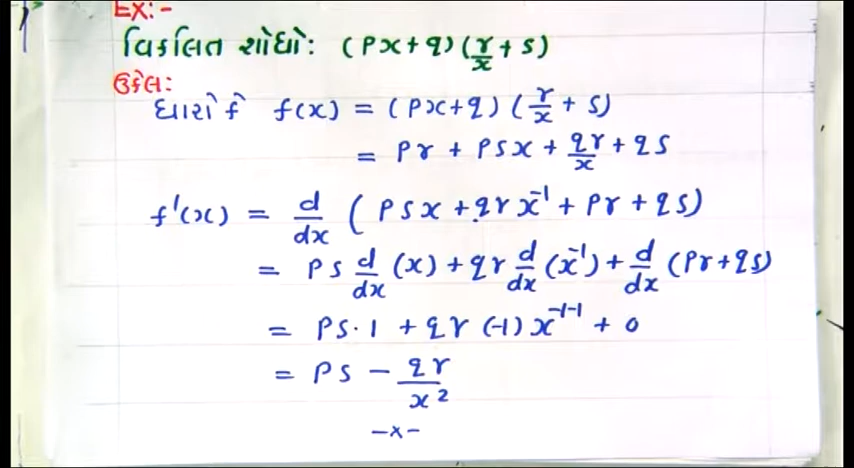 Ex:-
વિકલિત શોધો: (px+q)(r/x + s)
ઉકેલ:
ધારો કે f(x) = (px+q)(r/x + s)
= pr + psx + qr/x + qs
f'(x) = d/dx (psx + qrx⁻¹ + pr + qs)
= ps d/dx (x) + qr d/dx (x⁻¹) + d/dx (pr+qs)
= ps·1 + qr(-1)x⁻¹⁻¹ + 0
= ps - qr/x²
-x-